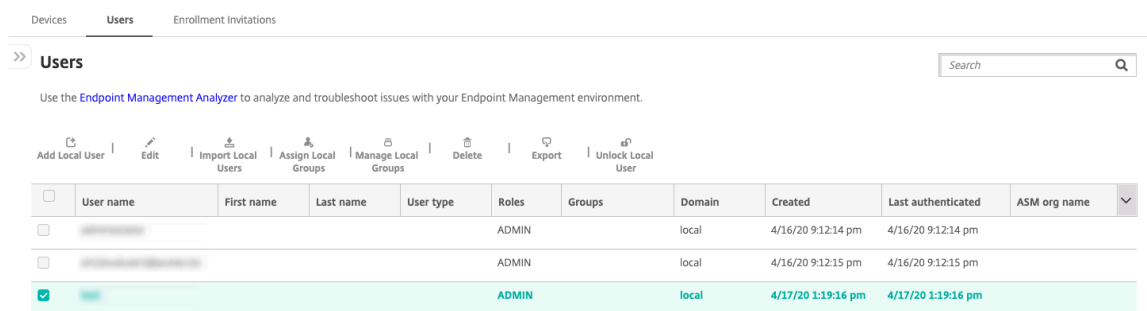 Devices Users Enrollment Invitations
Users
Search
Use the Endpoint Management Analyzer to analyze and troubleshoot issues with your Endpoint Management environment.
Add Local User | Edit | Import Local Users | Assign Local Groups | Manage Local Groups | Delete | Export | Unlock Local User
User name First name Last name User type Roles Groups Domain Created Last authenticated ASM org name
ADMIN local 4/16/20 9:12:14 pm 4/16/20 9:12:14 pm
ADMIN local 4/16/20 9:12:15 pm 4/16/20 9:12:15 pm
ADMIN local 4/17/20 1:19:16 pm 4/17/20 1:19:16 pm